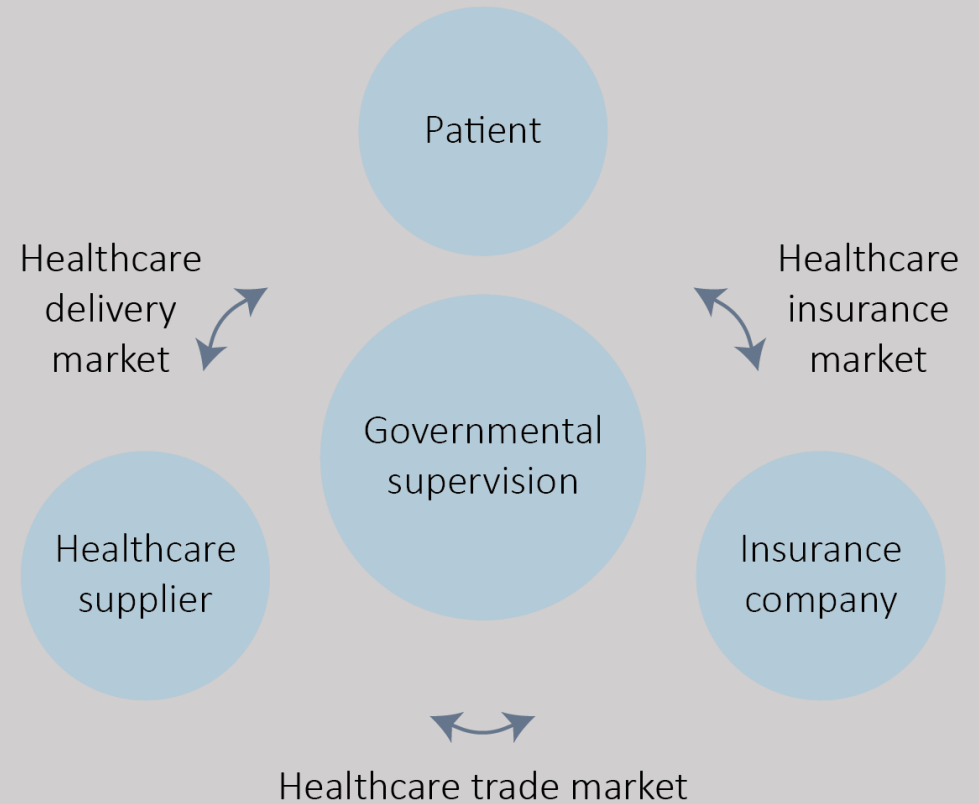 Patient
Healthcare
delivery
market
Healthcare
insurance
market
Governmental
supervision
Healthcare
supplier
Insurance
company
Healthcare trade market